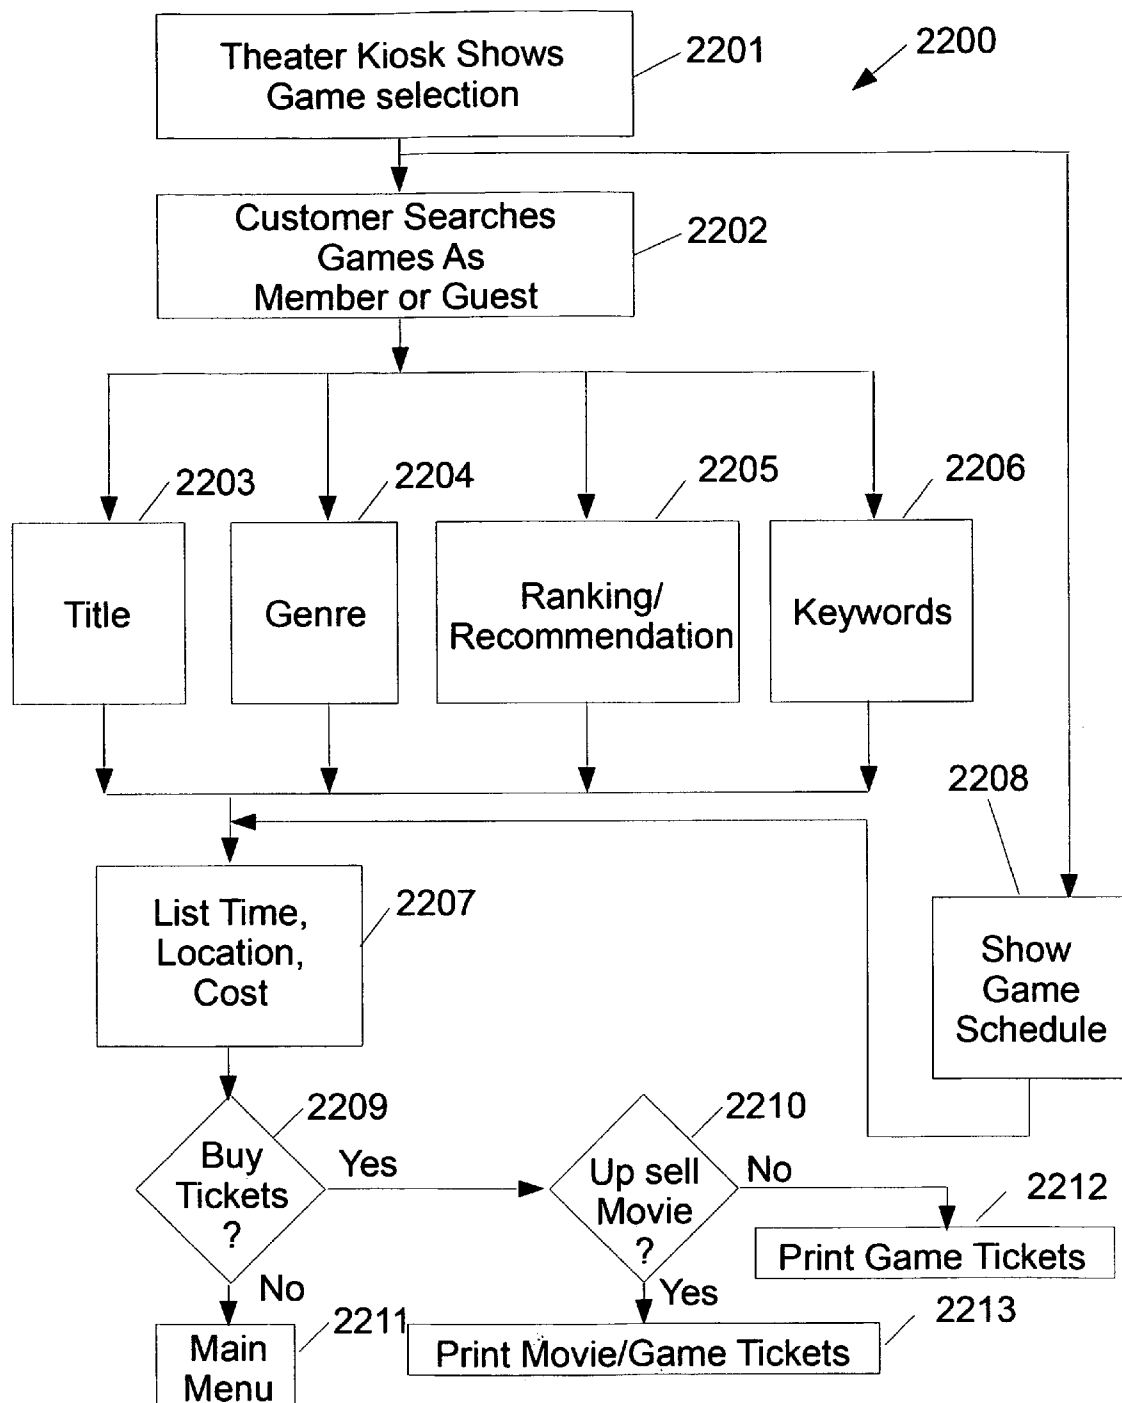 Theater Kiosk Shows
Game selection
2201
2200
Customer Searches
Games As
Member or Guest
2202
2203
2204
2205
2206
Title
Genre
Ranking/
Recommendation
Keywords
2208
List Time,
Location,
Cost
2207
Show
Game
Schedule
2209
Buy
Tickets
?
Yes
2210
Up sell
Movie
?
No
2212
Print Game Tickets
No
Yes
2211
Main
Menu
2213
Print Movie/Game Tickets